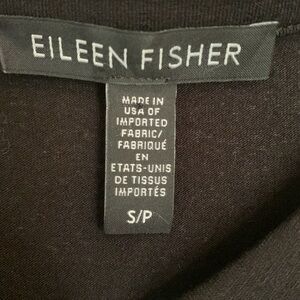 EILEEN FISHER
MADE IN
USA OF
IMPORTED
FABRIC/
FABRIQUÉ
EN
ETATS-UNIS
DE TISSUS
IMPORTÉS
S/P